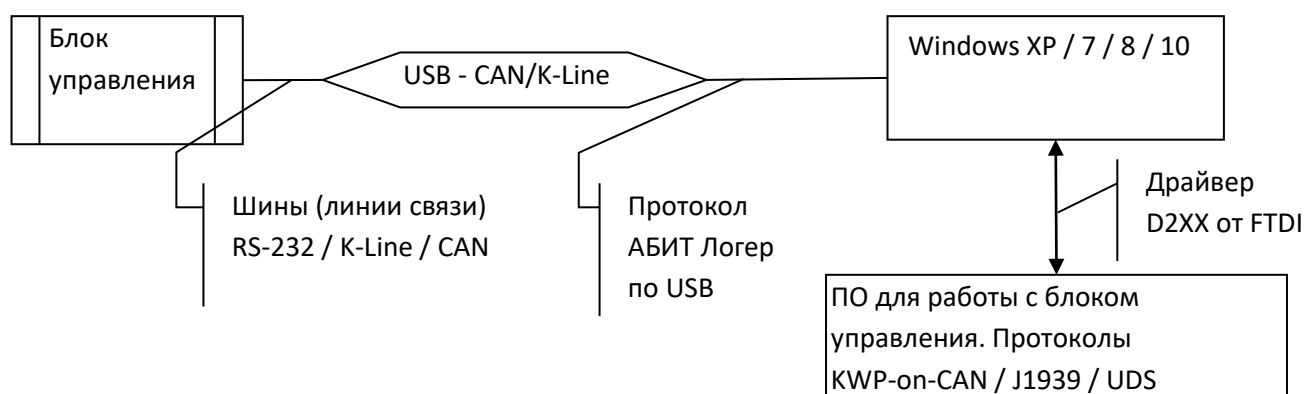 Блок
управления
USB - CAN/K-Line
Windows XP / 7 / 8 / 10
Шины (линии связи)
RS-232 / K-Line / CAN
Протокол
АБИТ Логер
по USB
Драйвер
D2XX от FTDI
ПО для работы с блоком
управления. Протоколы
KWP-on-CAN / J1939 / UDS